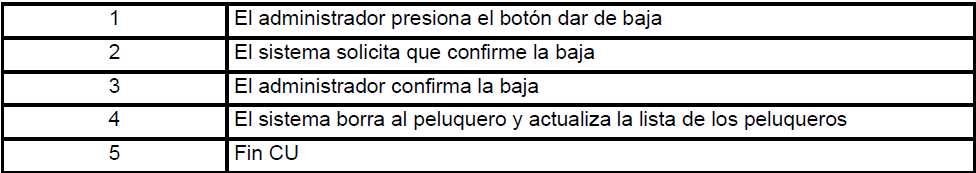 1 El administrador presiona el botón dar de baja
2 El sistema solicita que confirme la baja
3 El administrador confirma la baja
4 El sistema borra al peluquero y actualiza la lista de los peluqueros
5 Fin CU